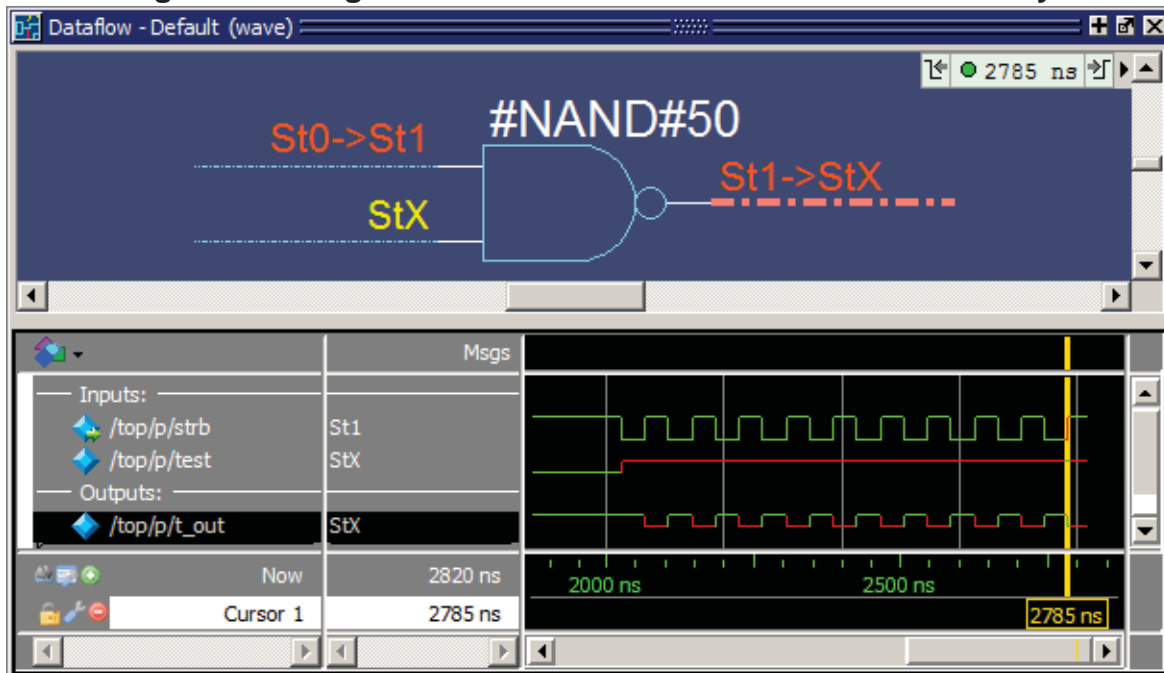 Dataflow - Default (wave)
2785 ns
#NAND#50
St0->St1
St1->StX
StX
Msgs
Inputs:
/top/p/strb St1
/top/p/test StX
Outputs:
/top/p/t_out StX
Now 2820 ns
2000 ns 2500 ns
Cursor 1 2785 ns
2785 ns